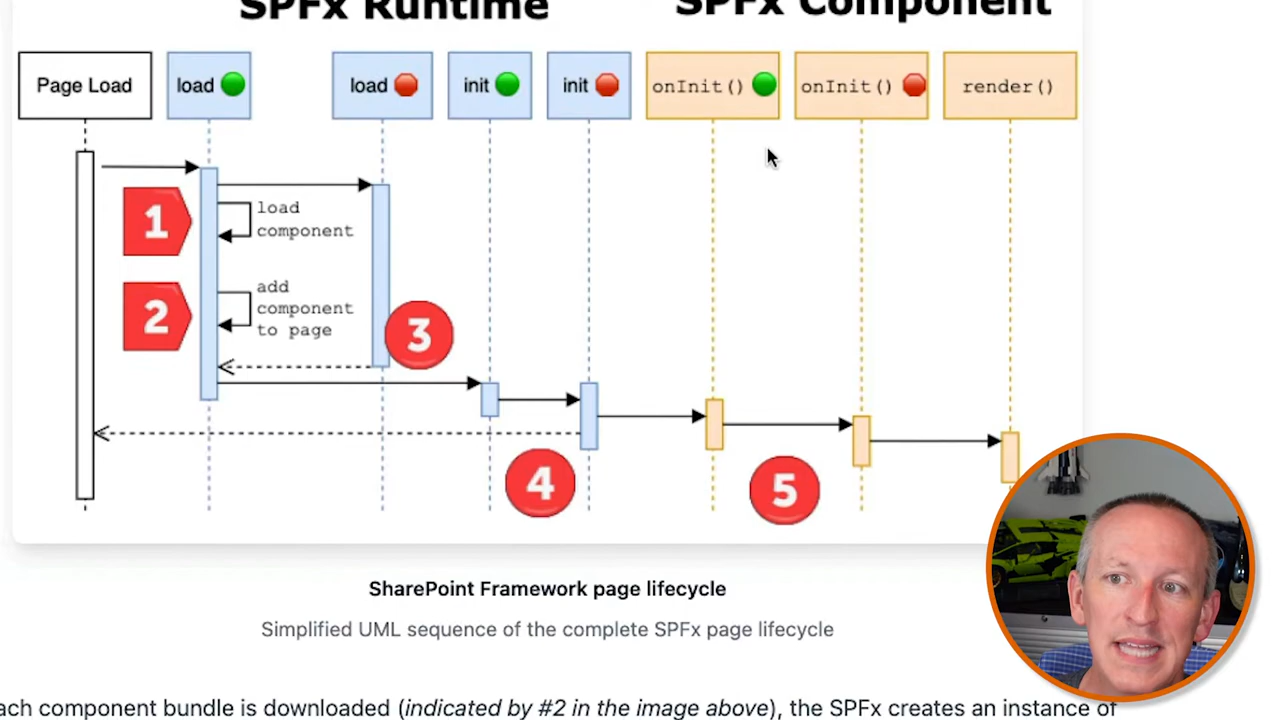 SPFx Runtime
SPFx Component
Page Load
load
load
init
init
onInit()
onInit()
render()
1
load
component
2
add
component
to page
3
4
5
SharePoint Framework page lifecycle
Simplified UML sequence of the complete SPFx page lifecycle
ach component bundle is downloaded (indicated by #2 in the image above), the SPFx creates an instance of